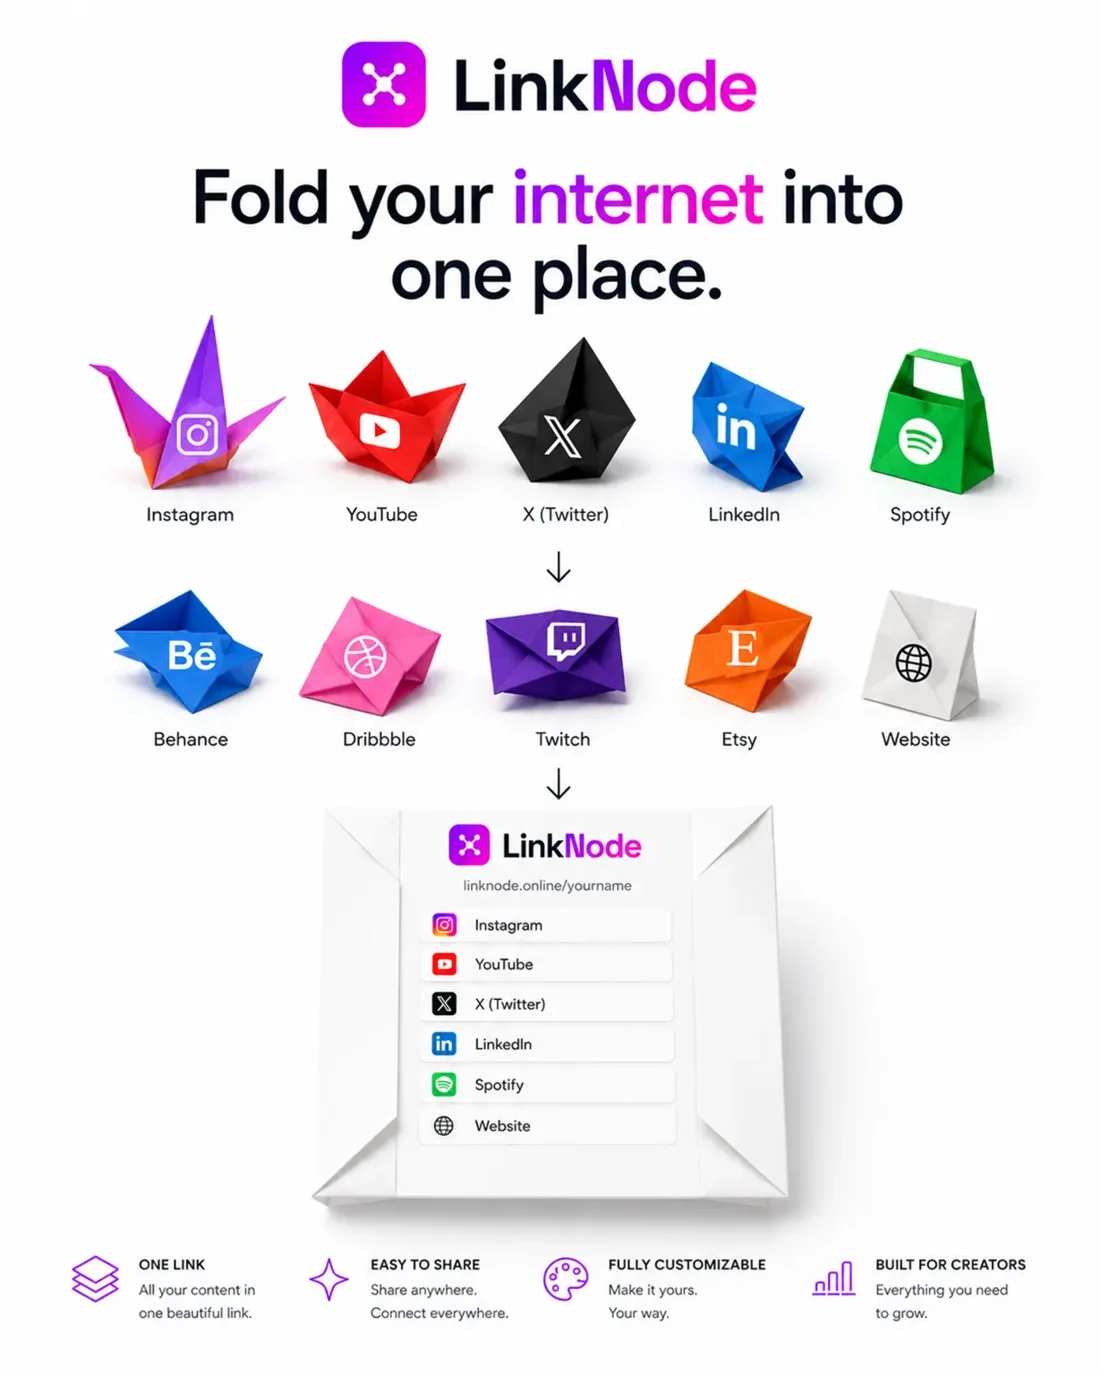 LinkNode
Fold your internet into
one place.
in
E
Instagram
YouTube
X (Twitter)
LinkedIn
Spotify
Bē
Behance
Dribbble
Twitch
Etsy
Website
LinkNode
linknode.online/yourname
Instagram
YouTube
X (Twitter)
in LinkedIn
Spotify
Website
ONE LINK
All your content in
one beautiful link.
EASY TO SHARE
Share anywhere.
Connect everywhere.
FULLY CUSTOMIZABLE
Make it yours.
Your way.
BUILT FOR CREATORS
Everything you need
to grow.